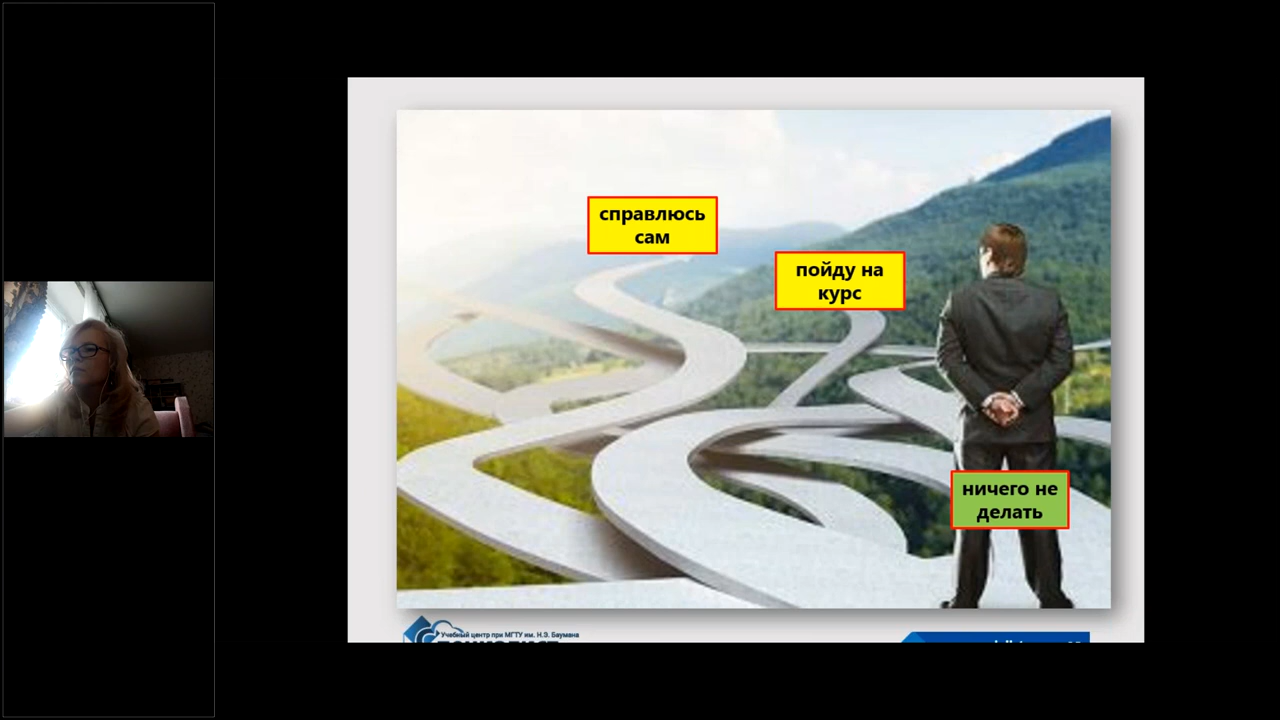 справлюсь
сам
пойду на
курс
ничего не
делать
Учебный центр при МГТУ им. Н.Э. Баумана